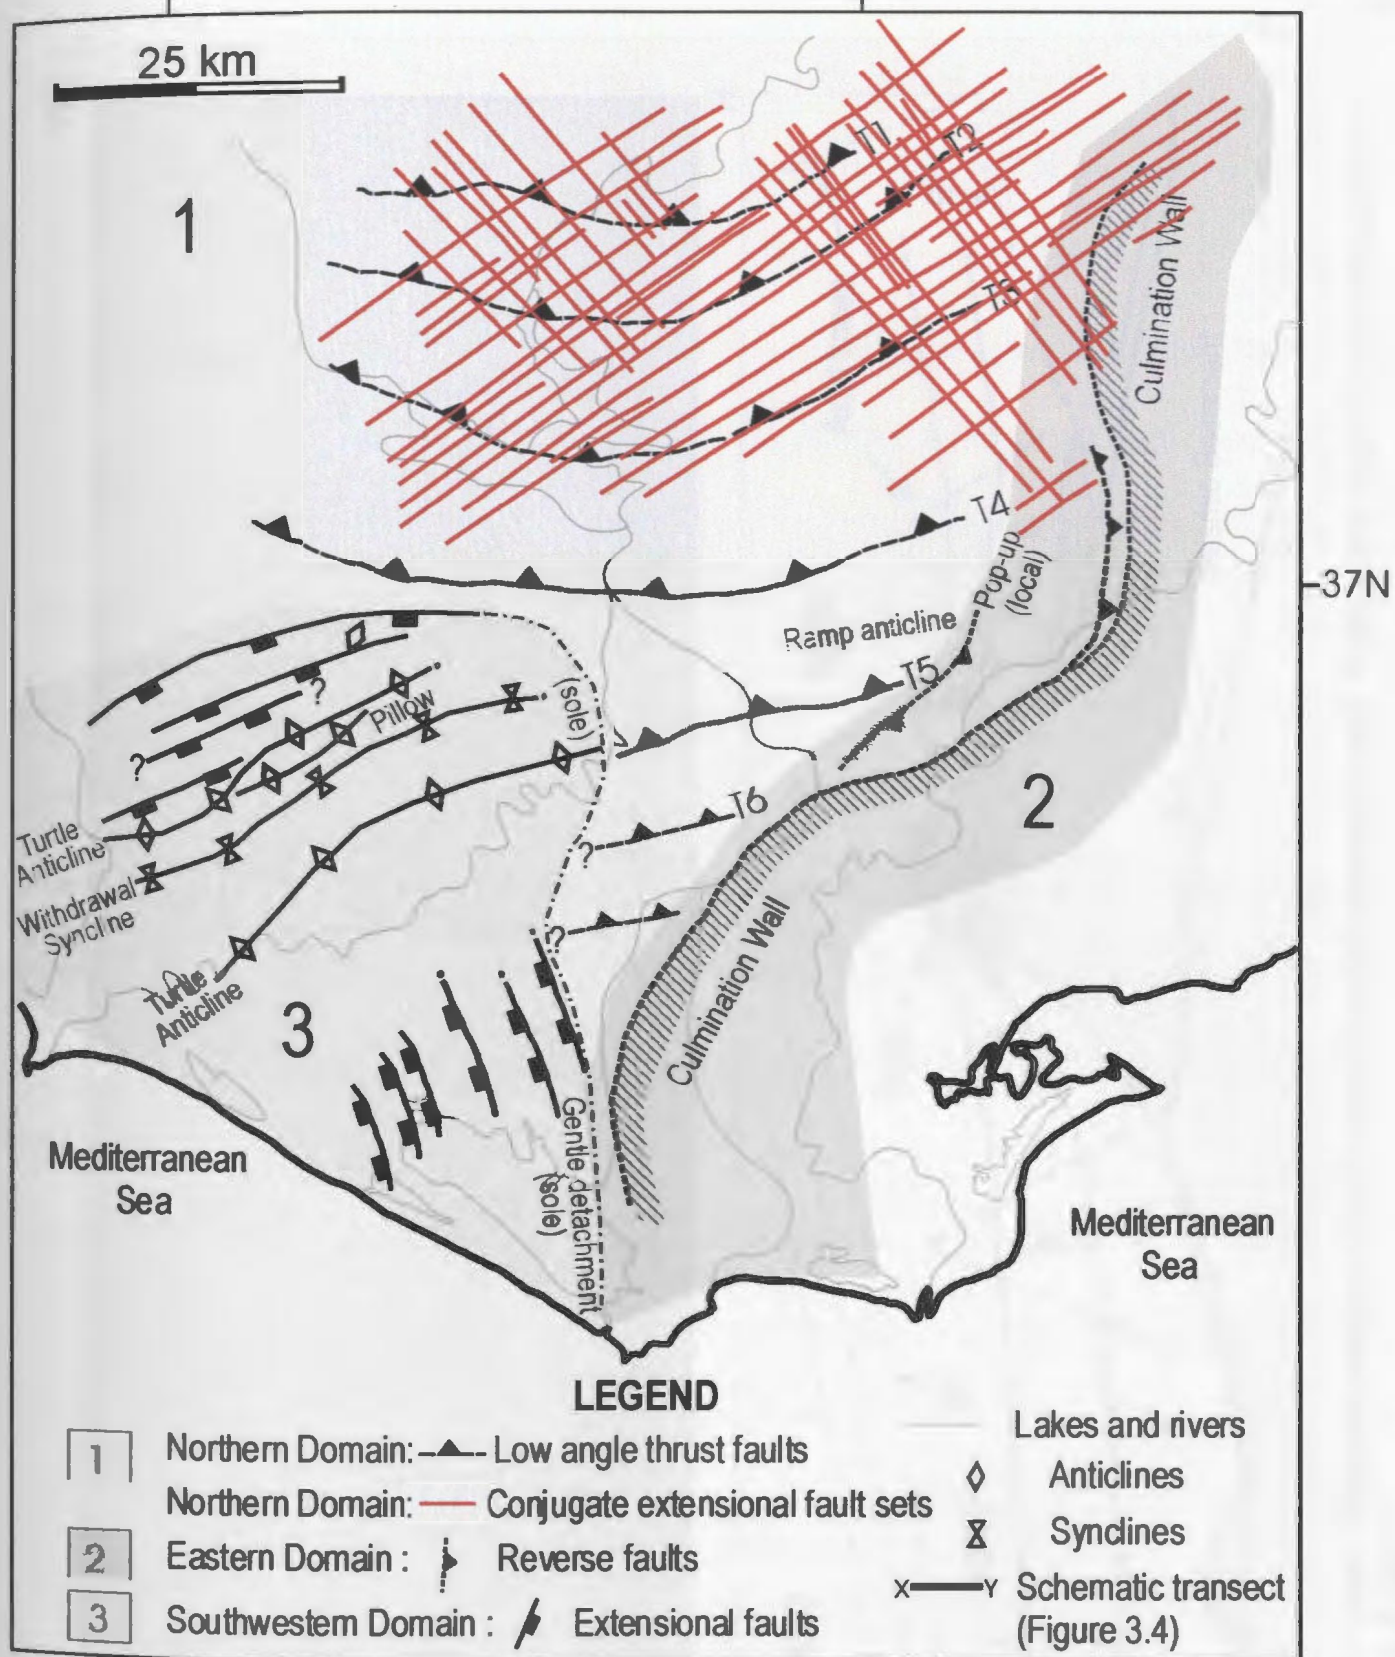 25 km
1
T1
T2
T3
Culmination Wall
T4
Pop-up
(local)
37N
Ramp anticline
T5
?
Pillow
(sole)
?
2
T6
Turtle
Anticline
?
Withdrawal
Syncline
?
Culmination Wall
Turtle
Anticline
3
Gentle detachment
(sole)
Mediterranean
Sea
Mediterranean
Sea
LEGEND
1 Northern Domain: Low angle thrust faults
Northern Domain: Conjugate extensional fault sets
2 Eastern Domain : Reverse faults
3 Southwestern Domain : Extensional faults
Lakes and rivers
Anticlines
Synclines
X Y Schematic transect
(Figure 3.4)